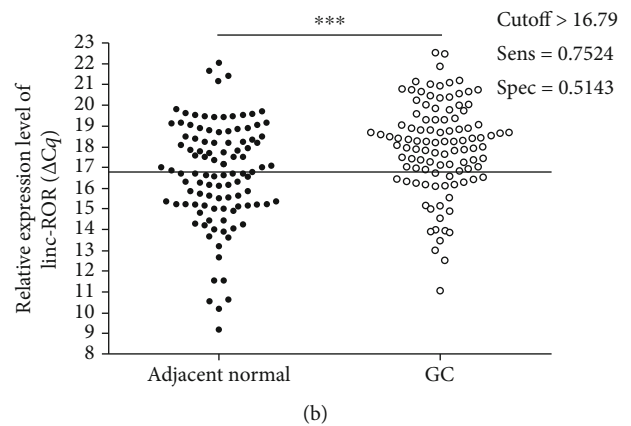 ***
Cutoff > 16.79
Sens = 0.7524
Spec = 0.5143
Relative expression level of
linc-ROR (ΔCq)
23
22
21
20
19
18
17
16
15
14
13
12
11
10
9
8
Adjacent normal
GC
(b)